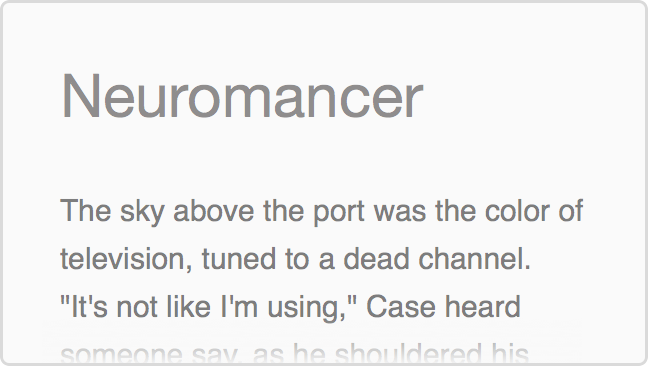 Neuromancer
The sky above the port was the color of
television, tuned to a dead channel.
"It's not like I'm using," Case heard
someone say, as he shouldered his